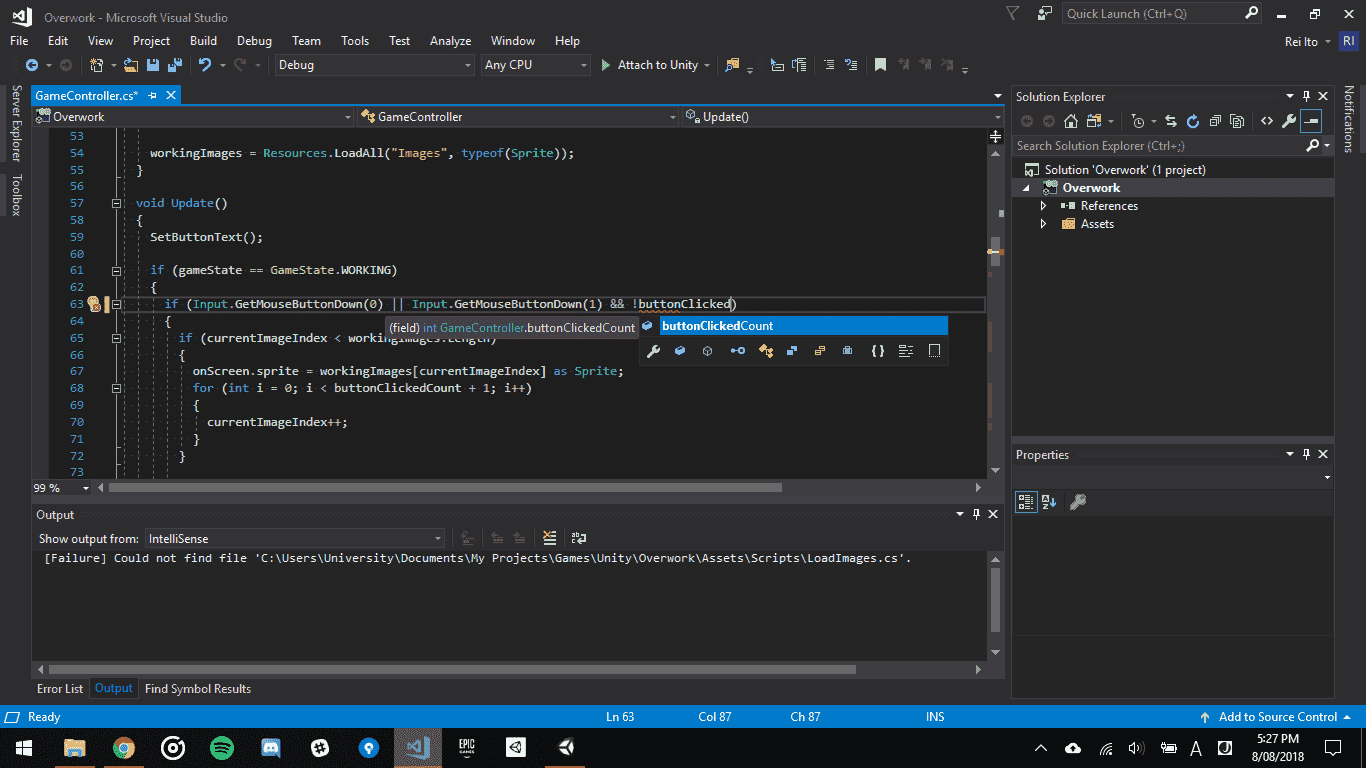 Overwork - Microsoft Visual Studio
Quick Launch (Ctrl+Q)
File Edit View Project Build Debug Team Tools Test Analyze Window Help
Rei Ito RI
Debug Any CPU Attach to Unity
Server Explorer
Toolbox
GameController.cs*
Overwork GameController Update()
53
54 workingImages = Resources.LoadAll("Images", typeof(Sprite));
55 }
56
57 void Update()
58 {
59 SetButtonText();
60
61 if (gameState == GameState.WORKING)
62 {
63 if (Input.GetMouseButtonDown(0) || Input.GetMouseButtonDown(1) && !buttonClicked)
64 {
(field) int GameController.buttonClickedCount
buttonClickedCount
65 if (currentImageIndex < workingImages.Length)
66 {
67 onScreen.sprite = workingImages[currentImageIndex] as Sprite;
68 for (int i = 0; i < buttonClickedCount + 1; i++)
69 {
70 currentImageIndex++;
71 }
72 }
73
99 %
Solution Explorer
Search Solution Explorer (Ctrl+;)
Solution 'Overwork' (1 project)
Overwork
References
Assets
Notifications
Properties
Output
Show output from: IntelliSense
[Failure] Could not find file 'C:\Users\University\Documents\My Projects\Games\Unity\Overwork\Assets\Scripts\LoadImages.cs'.
Error List Output Find Symbol Results
Ready Ln 63 Col 87 Ch 87 INS Add to Source Control
EPIC GAMES
A J
5:27 PM
8/08/2018